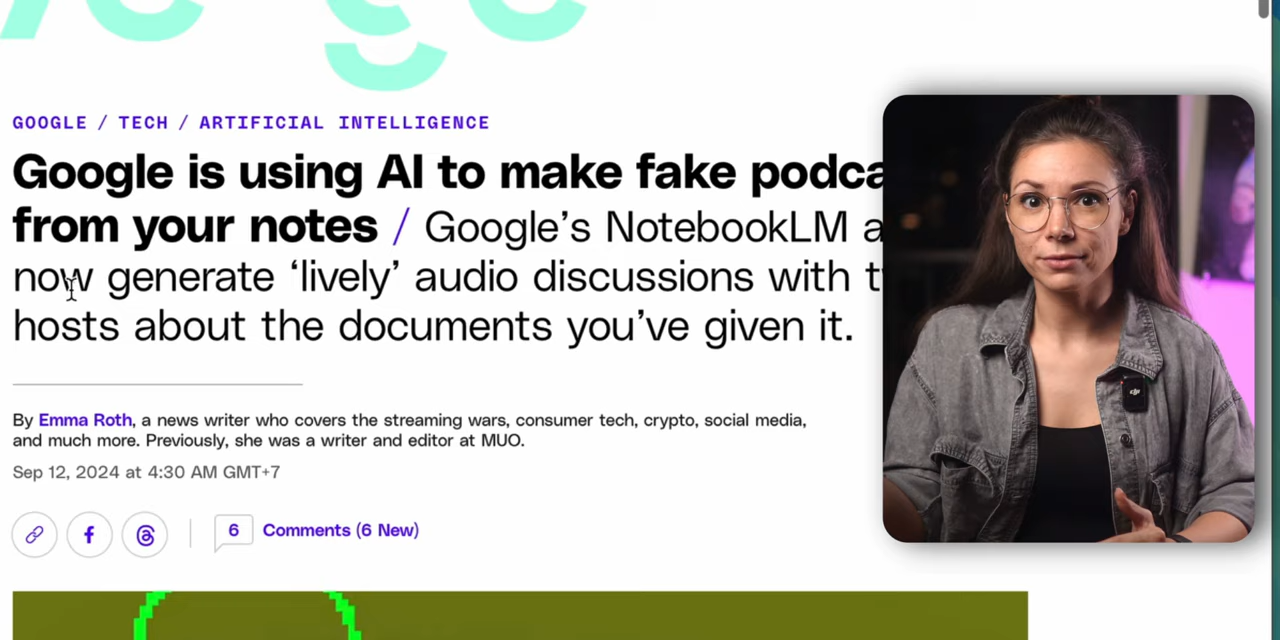 GOOGLE / TECH / ARTIFICIAL INTELLIGENCE
Google is using AI to make fake
from your notes / Google’s NotebookLM
now generate ‘lively’ audio discussions with
hosts about the documents you’ve given it.
By Emma Roth, a news writer who covers the streaming wars, consumer tech, crypto, social media,
and much more. Previously, she was a writer and editor at MUO.
Sep 12, 2024 at 4:30 AM GMT+7
6 Comments (6 New)
dji